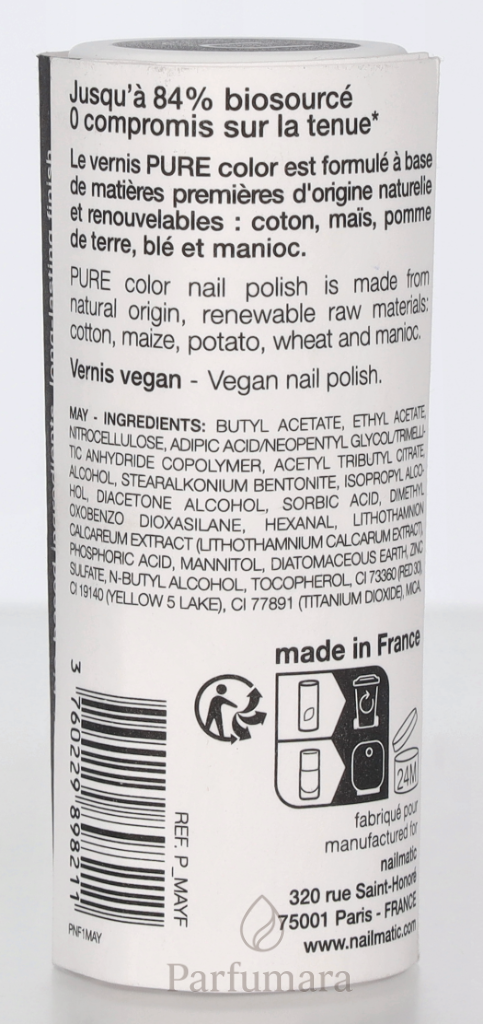 Jusqu'à 84% biosourcé
0 compromis sur la tenue*
Le vernis PURE color est formulé à base
de matières premières d'origine naturelle
et renouvelables : coton, maïs, pomme
de terre, blé et manioc.
PURE color nail polish is made from
natural origin, renewable raw materials:
cotton, maize, potato, wheat and manioc.
Vernis vegan - Vegan nail polish.
MAY - INGREDIENTS: BUTYL ACETATE, ETHYL ACETATE,
NITROCELLULOSE, ADIPIC ACID/NEOPENTYL GLYCOL/TRIMELLI-
TIC ANHYDRIDE COPOLYMER, ACETYL TRIBUTYL CITRATE,
ALCOHOL, STEARALKONIUM BENTONITE, ISOPROPYL ALCO-
HOL, DIACETONE ALCOHOL, SORBIC ACID, DIMETHYL
OXOBENZO DIOXASILANE, HEXANAL, LITHOTHAMNION
CALCAREUM EXTRACT (LITHOTHAMNIUM CALCARUM EXTRACT),
PHOSPHORIC ACID, MANNITOL, DIATOMACEOUS EARTH, ZINC
SULFATE, N-BUTYL ALCOHOL, TOCOPHEROL, CI 73360 (RED 30),
CI 19140 (YELLOW 5 LAKE), CI 77891 (TITANIUM DIOXIDE), MICA
made in France
24M
fabriqué pour
manufactured for
nailmatic
320 rue Saint-Honoré
75001 Paris - FRANCE
www.nailmatic.com
3 760229 898211
REF. P_MAYF
PNF1MAY
long-lasting finish
Parfumara